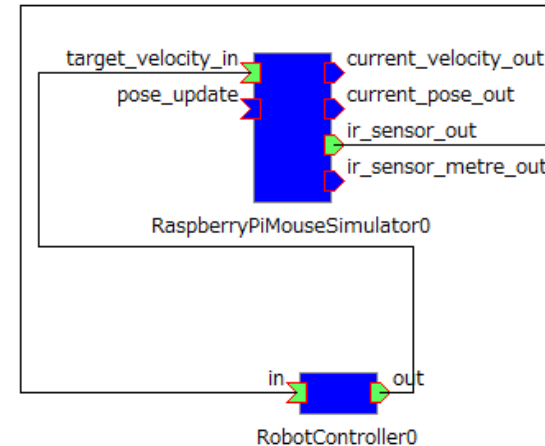 target_velocity_in
current_velocity_out
pose_update
current_pose_out
ir_sensor_out
ir_sensor_metre_out
RaspberryPiMouseSimulator0
in
out
RobotController0